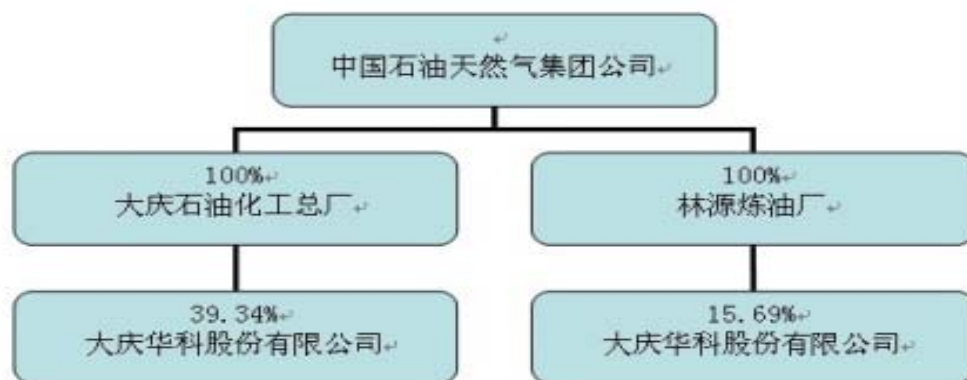 中国石油天然气集团公司
100%
大庆石油化工总厂
100%
林源炼油厂
39.34%
大庆华科股份有限公司
15.69%
大庆华科股份有限公司